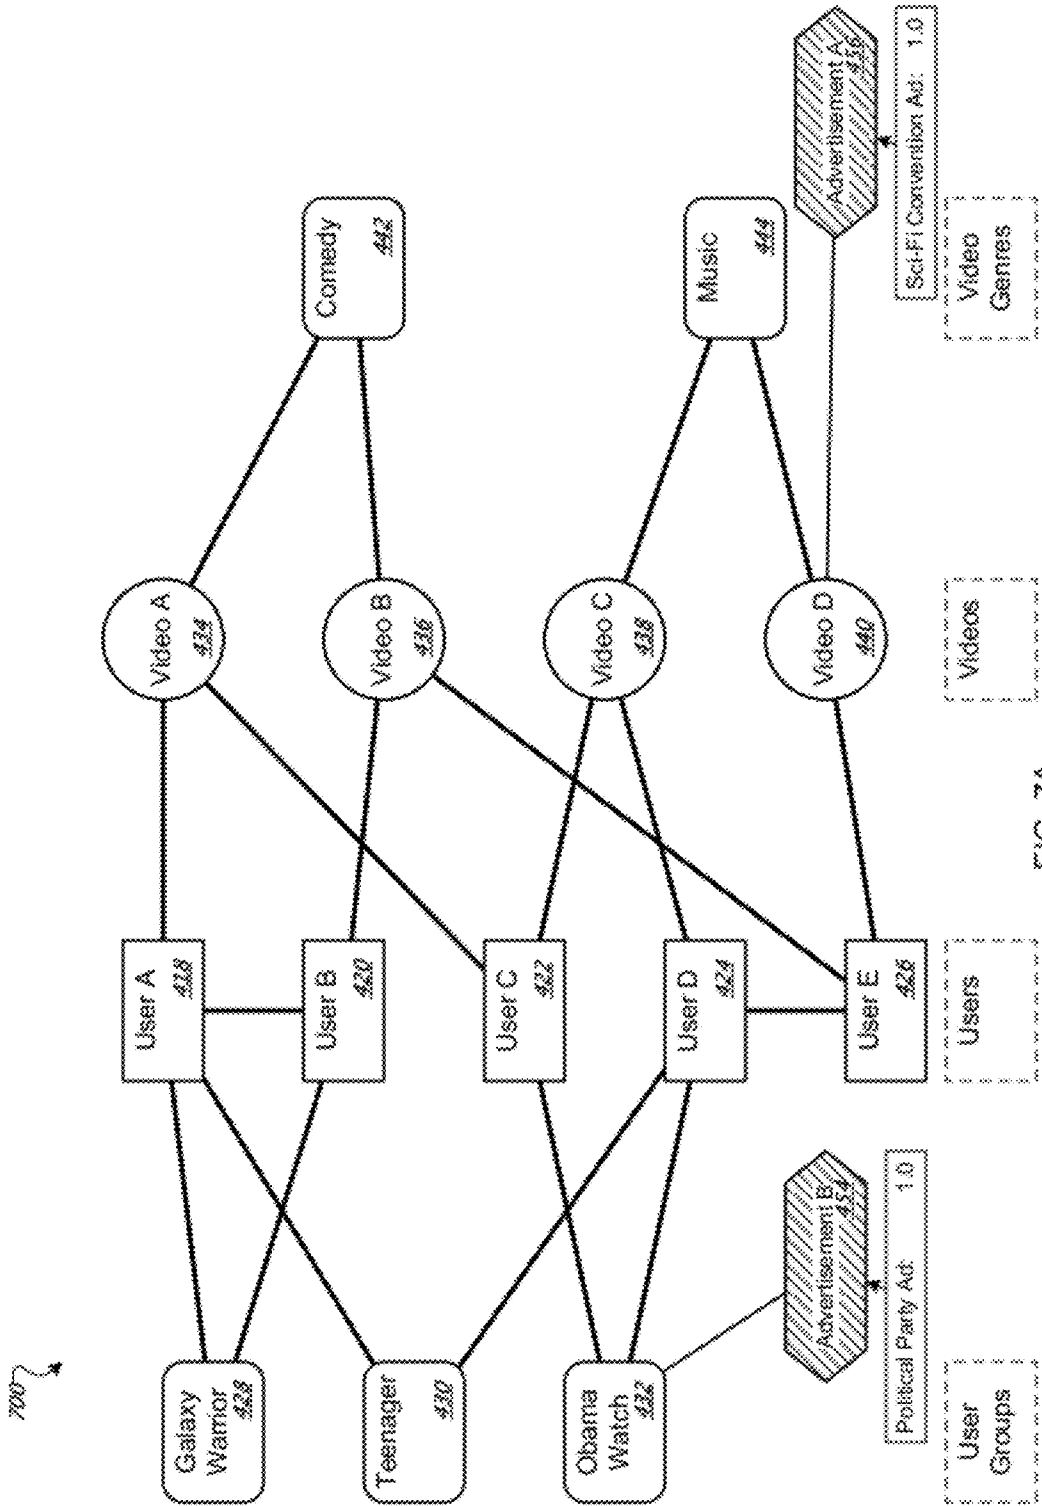 700
Galaxy
Warrior
428
Teenager
430
Obama
Watch
432
User A
418
User B
420
User C
422
User D
424
User E
426
Video A
434
Video B
436
Video C
438
Video D
440
Comedy
442
Music
444
Advertisement A
456
Sci-Fi Convention Ad: 1.0
Advertisement B
454
Political Party Ad: 1.0
User
Groups
Users
Videos
Video
Genres